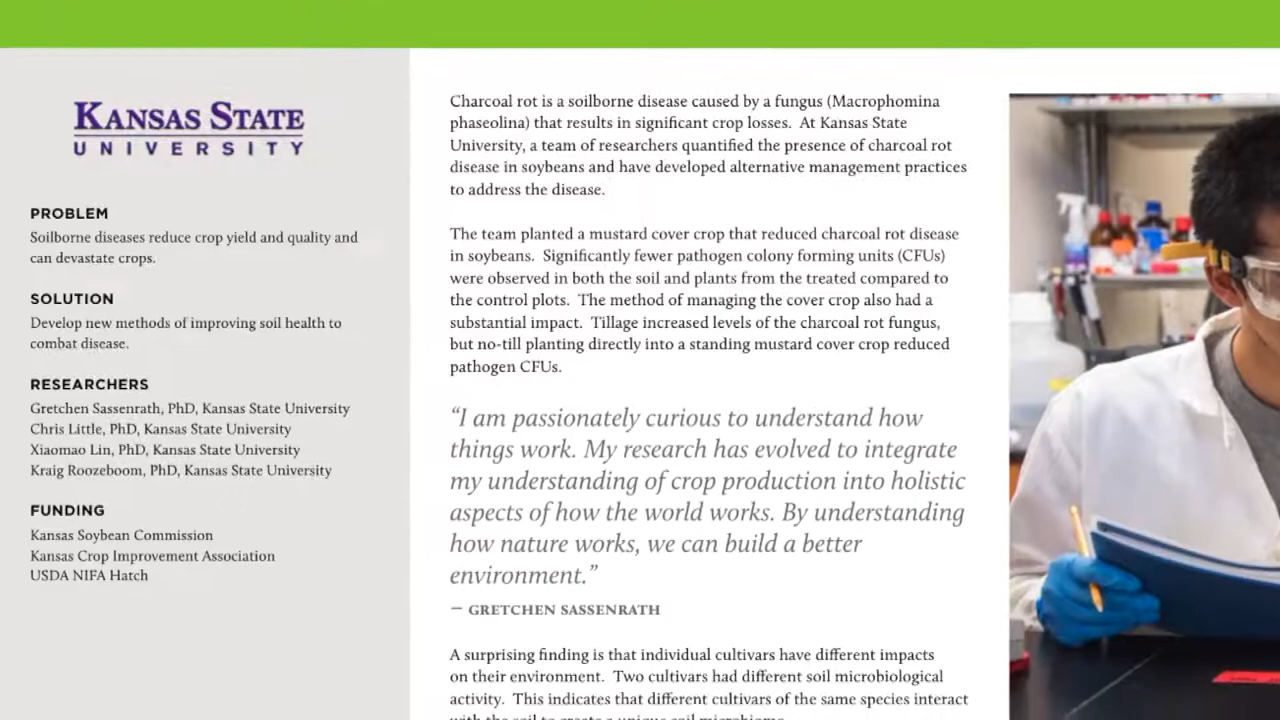 KANSAS STATE
UNIVERSITY
PROBLEM
Soilborne diseases reduce crop yield and quality and
can devastate crops.
SOLUTION
Develop new methods of improving soil health to
combat disease.
RESEARCHERS
Gretchen Sassenrath, PhD, Kansas State University
Chris Little, PhD, Kansas State University
Xiaomao Lin, PhD, Kansas State University
Kraig Roozeboom, PhD, Kansas State University
FUNDING
Kansas Soybean Commission
Kansas Crop Improvement Association
USDA NIFA Hatch
Charcoal rot is a soilborne disease caused by a fungus (Macrophomina
phaseolina) that results in significant crop losses. At Kansas State
University, a team of researchers quantified the presence of charcoal rot
disease in soybeans and have developed alternative management practices
to address the disease.
The team planted a mustard cover crop that reduced charcoal rot disease
in soybeans. Significantly fewer pathogen colony forming units (CFUs)
were observed in both the soil and plants from the treated compared to
the control plots. The method of managing the cover crop also had a
substantial impact. Tillage increased levels of the charcoal rot fungus,
but no-till planting directly into a standing mustard cover crop reduced
pathogen CFUs.
“I am passionately curious to understand how
things work. My research has evolved to integrate
my understanding of crop production into holistic
aspects of how the world works. By understanding
how nature works, we can build a better
environment.”
— GRETCHEN SASSENRATH
A surprising finding is that individual cultivars have different impacts
on their environment. Two cultivars had different soil microbiological
activity. This indicates that different cultivars of the same species interact
with the soil to create a unique soil microbiome.